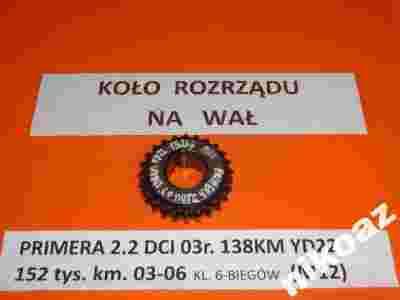 KOŁO ROZRZĄDU
NA WAŁ
PRIMERA 2.2 DCI 03r. 138KM YD22
152 tys. km. 03-06 KL. 6-BIEGÓW (N12)
nikoaz